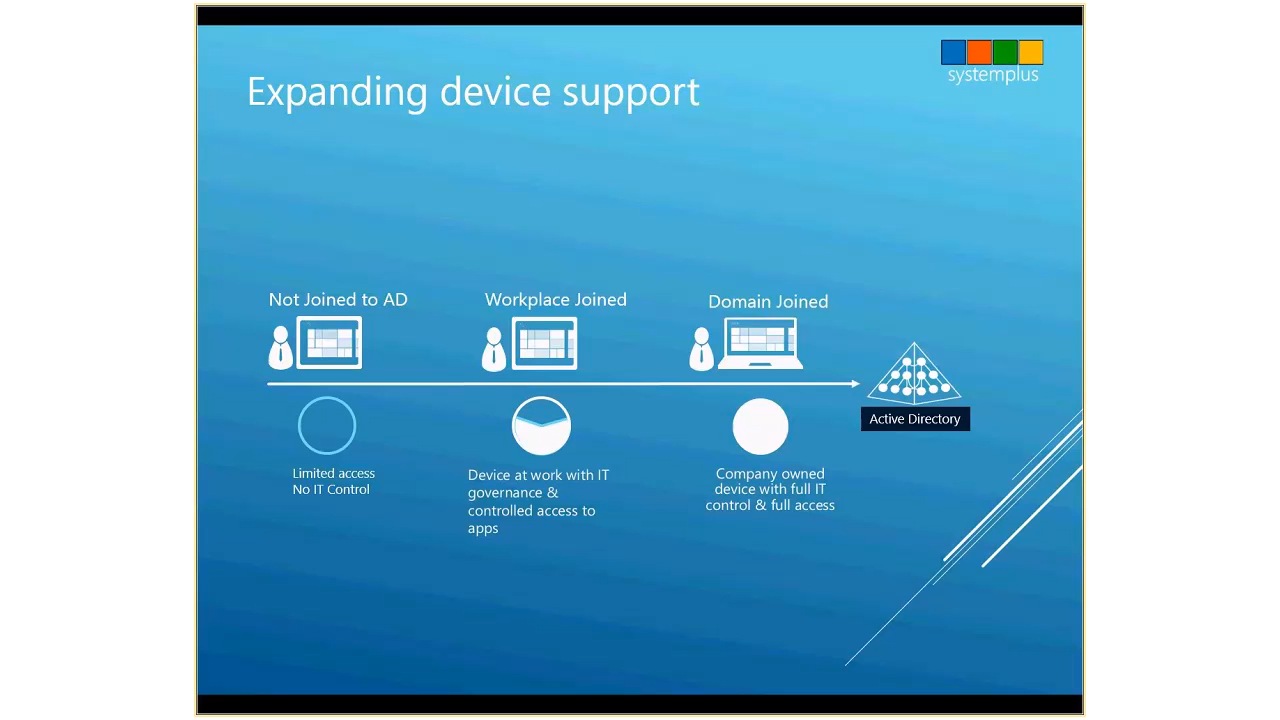 systemplus
Expanding device support
Not Joined to AD
Workplace Joined
Domain Joined
Active Directory
Limited access
No IT Control
Device at work with IT
governance &
controlled access to
apps
Company owned
device with full IT
control & full access